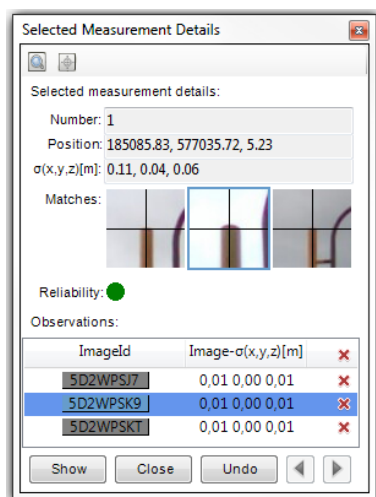 Selected Measurement Details
Selected measurement details:
Number: 1
Position: 185085.83, 577035.72, 5.23
σ(x,y,z)[m]: 0.11, 0.04, 0.06
Matches:
Reliability:
Observations:
ImageId Image-σ(x,y,z)[m]
5D2WPSJ7 0,01 0,00 0,01
5D2WPSK9 0,01 0,00 0,01
5D2WPSKT 0,01 0,00 0,01
Show Close Undo